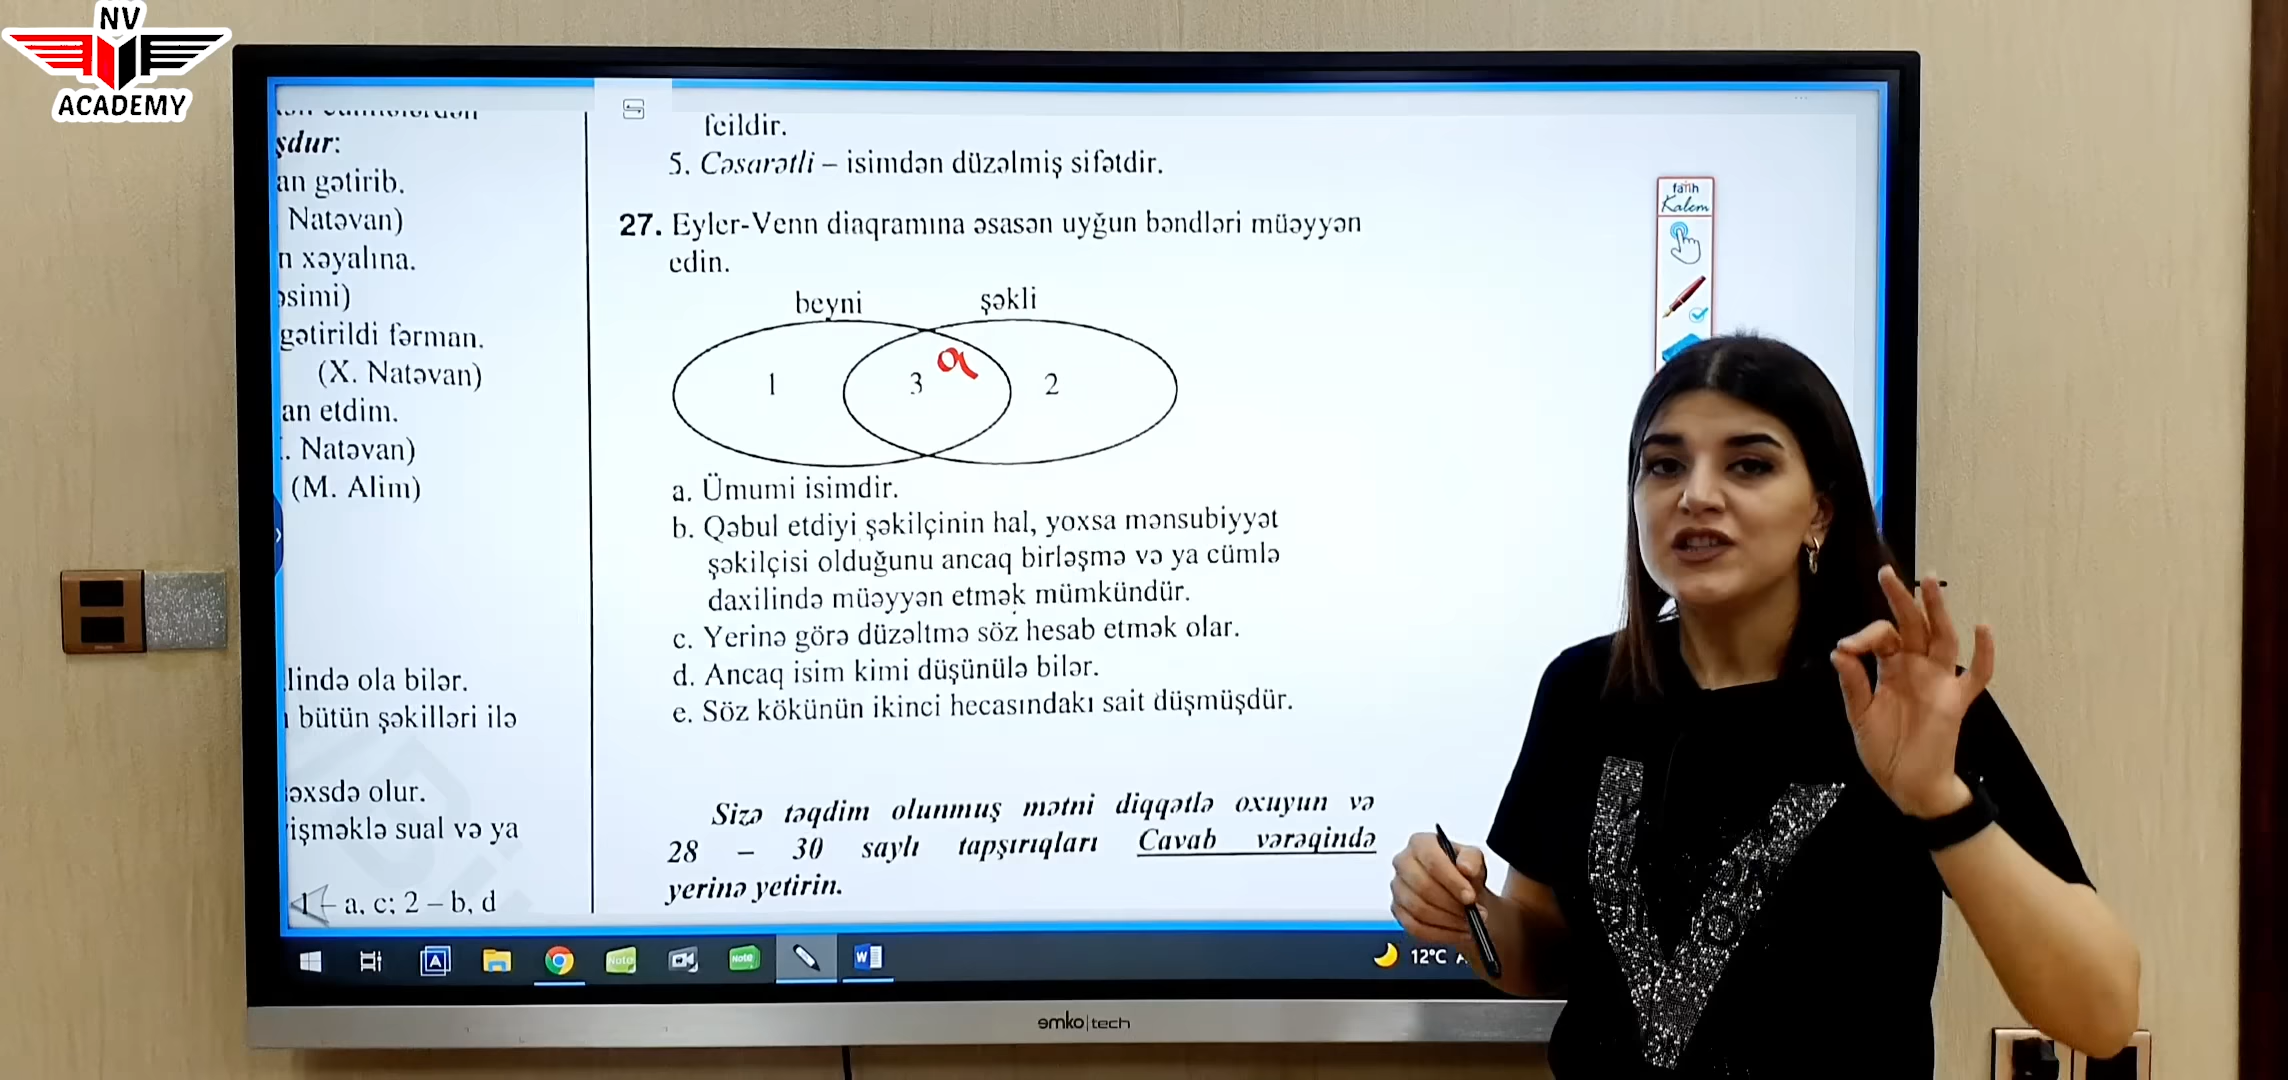 NV
ACADEMY
şdur:
an gətirib.
Natəvan)
n xəyalına.
əsimi)
gətirildi fərman.
(X. Natəvan)
an etdim.
. Natəvan)
(M. Alim)
lində ola bilər.
bütün şəkilləri ilə
əxsdə olur.
işməklə sual və ya
1 – a, c; 2 – b, d
feildir.
5. Cəsarətli – isimdən düzəlmiş sifətdir.
27. Eyler-Venn diaqramına əsasən uyğun bəndləri müəyyən
edin.
beyni şəkli
1 3 a 2
a. Ümumi isimdir.
b. Qəbul etdiyi şəkilçinin hal, yoxsa mənsubiyyət
şəkilçisi olduğunu ancaq birləşmə və ya cümlə
daxilində müəyyən etmək mümkündür.
c. Yerinə görə düzəltmə söz hesab etmək olar.
d. Ancaq isim kimi düşünülə bilər.
e. Söz kökünün ikinci hecasındakı sait düşmüşdür.
Sizə təqdim olunmuş mətni diqqətlə oxuyun və
28 – 30 saylı tapşırıqları Cavab vərəqində
yerinə yetirin.
fatih
Kalem
Note
Note
A
W
12°C
emko|tech